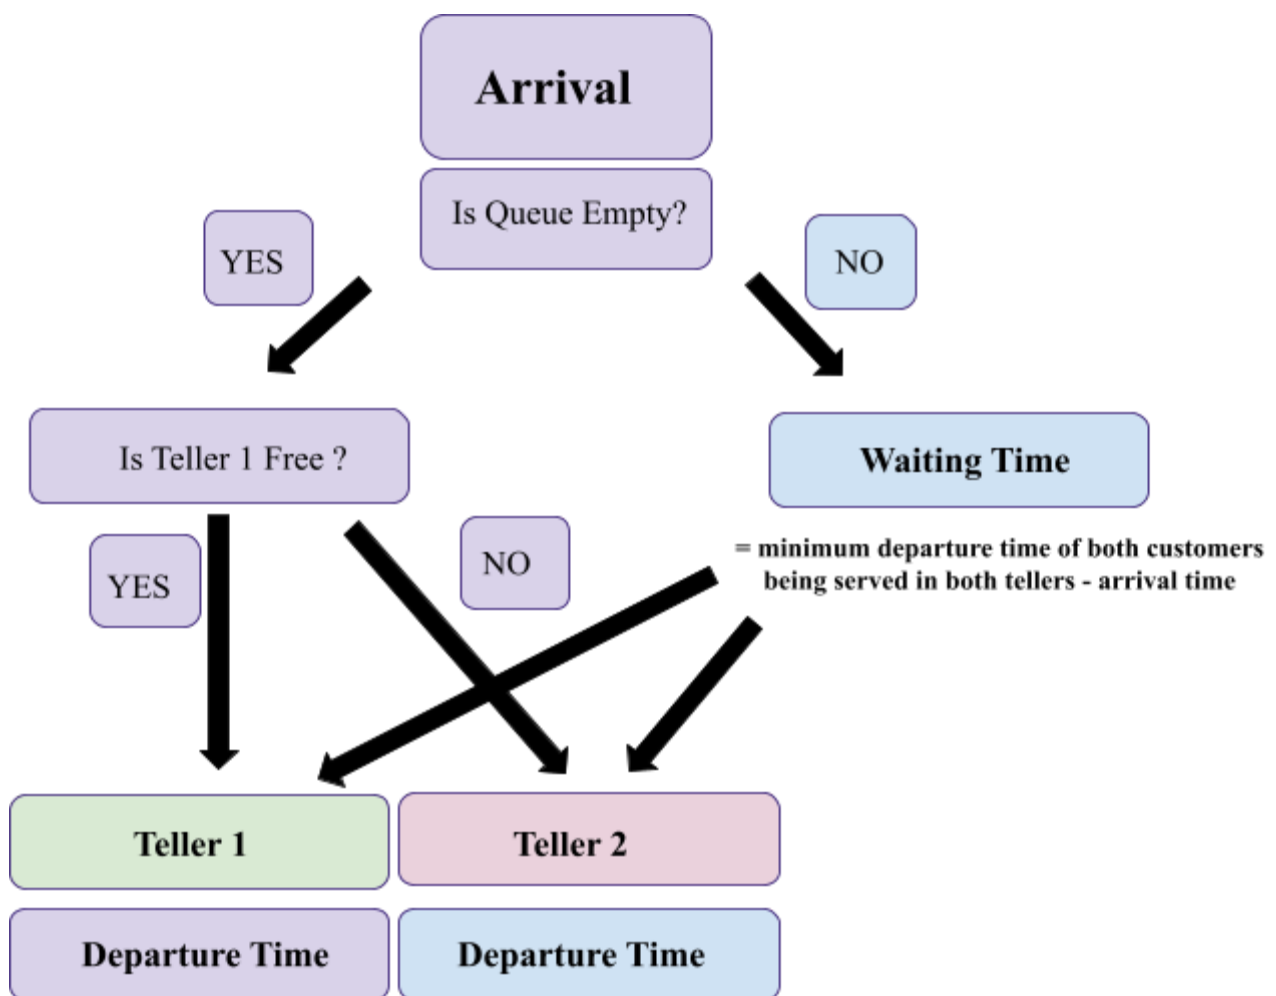 Arrival
Is Queue Empty?
YES
NO
Is Teller 1 Free ?
Waiting Time
= minimum departure time of both customers
being served in both tellers - arrival time
YES
NO
Teller 1
Teller 2
Departure Time
Departure Time